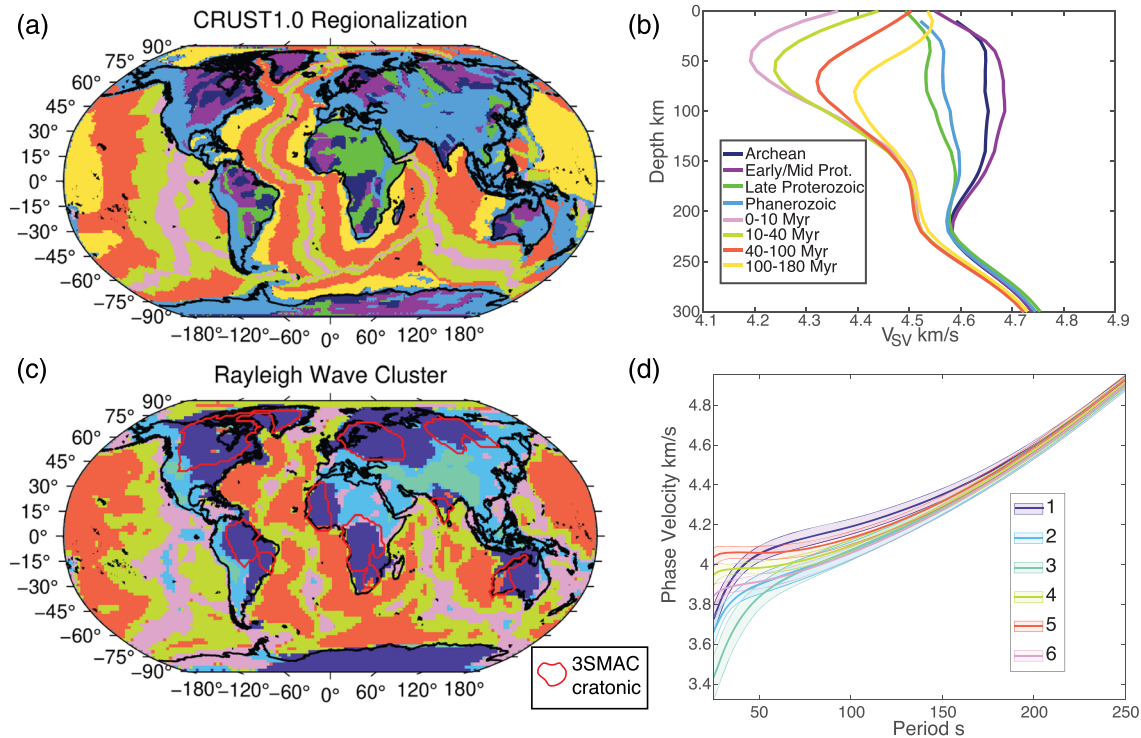 (a)
CRUST1.0 Regionalization
90°
75°
60°
45°
30°
15°
0°
−15°
−30°
−45°
−60°
−75°
−90°
−180° −120° −60° 0° 60° 120° 180°
(b)
0
50
100
150
200
250
300
Depth km
Archean
Early/Mid Prot.
Late Proterozoic
Phanerozoic
0-10 Myr
10-40 Myr
40-100 Myr
100-180 Myr
4.1 4.2 4.3 4.4 4.5 4.6 4.7 4.8 4.9
VSV km/s
(c)
Rayleigh Wave Cluster
90°
75°
60°
45°
30°
15°
0°
−15°
−30°
−45°
−60°
−75°
−90°
−180° −120° −60° 0° 60° 120° 180°
3SMAC
cratonic
(d)
4.8
4.6
4.4
4.2
4
3.8
3.6
3.4
Phase Velocity km/s
1
2
3
4
5
6
50 100 150 200 250
Period s